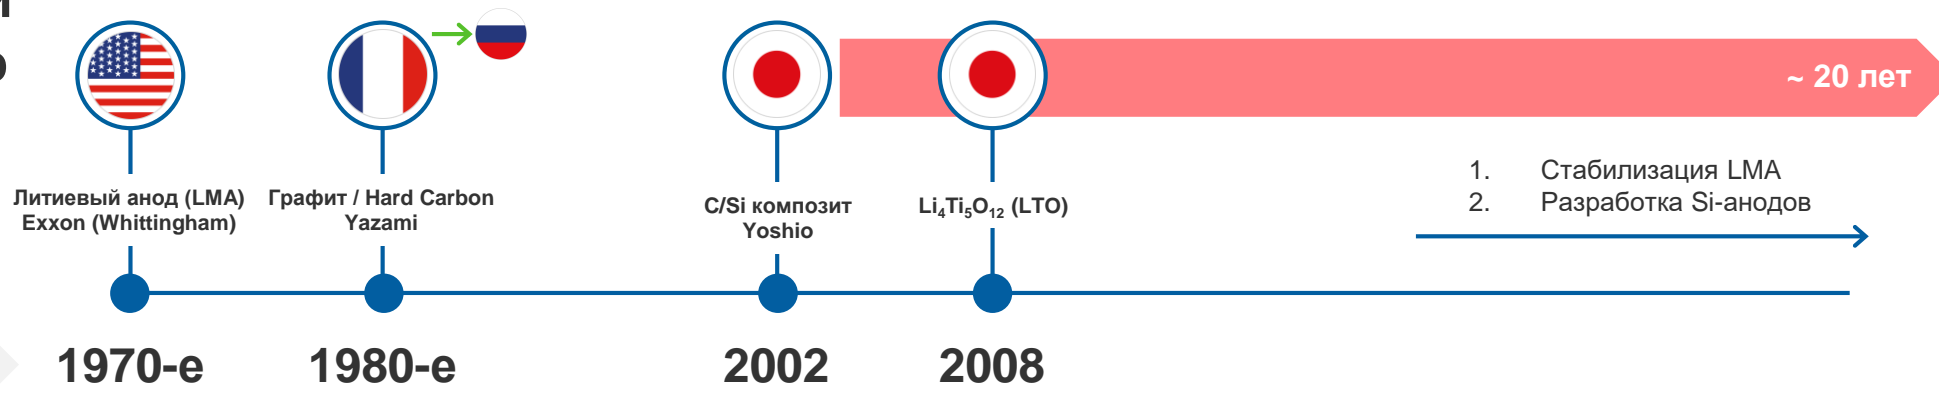 ~ 20 лет
Литиевый анод (LMA)
Exxon (Whittingham)
Графит / Hard Carbon
Yazami
C/Si композит
Yoshio
Li₄Ti₅O₁₂ (LTO)
1. Стабилизация LMA
2. Разработка Si-анодов
1970-е
1980-е
2002
2008